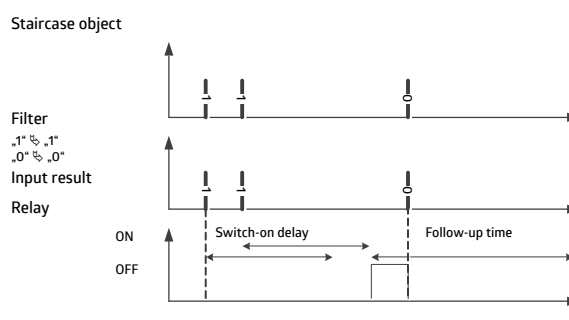 Staircase object
1 1 0
Filter
„1“ ⮱ „1“
„0“ ⮱ „0“
Input result
1 1 0
Relay
ON
Switch-on delay
Follow-up time
OFF